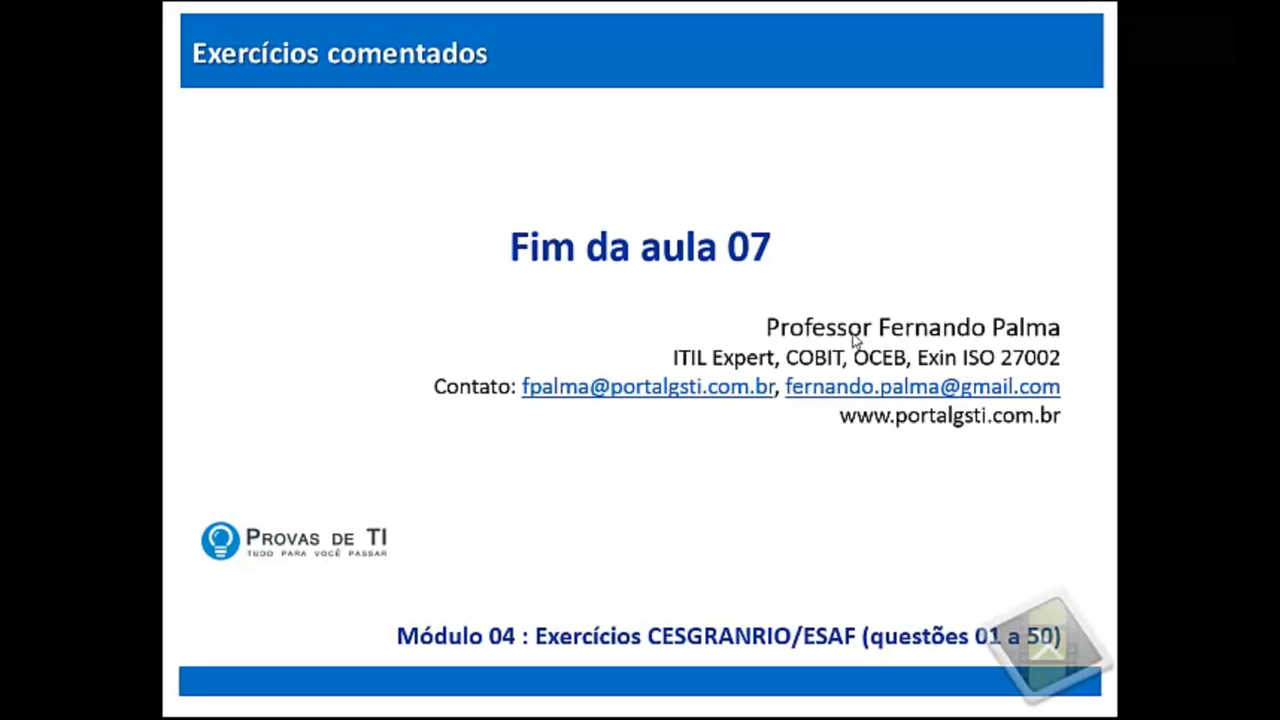 Exercícios comentados
Fim da aula 07
Professor Fernando Palma
ITIL Expert, COBIT, OCEB, Exin ISO 27002
Contato: fpalma@portalgsti.com.br, fernando.palma@gmail.com
www.portalgsti.com.br
PROVAS DE TI
TUDO PARA VOCÊ PASSAR
Módulo 04 : Exercícios CESGRANRIO/ESAF (questões 01 a 50)